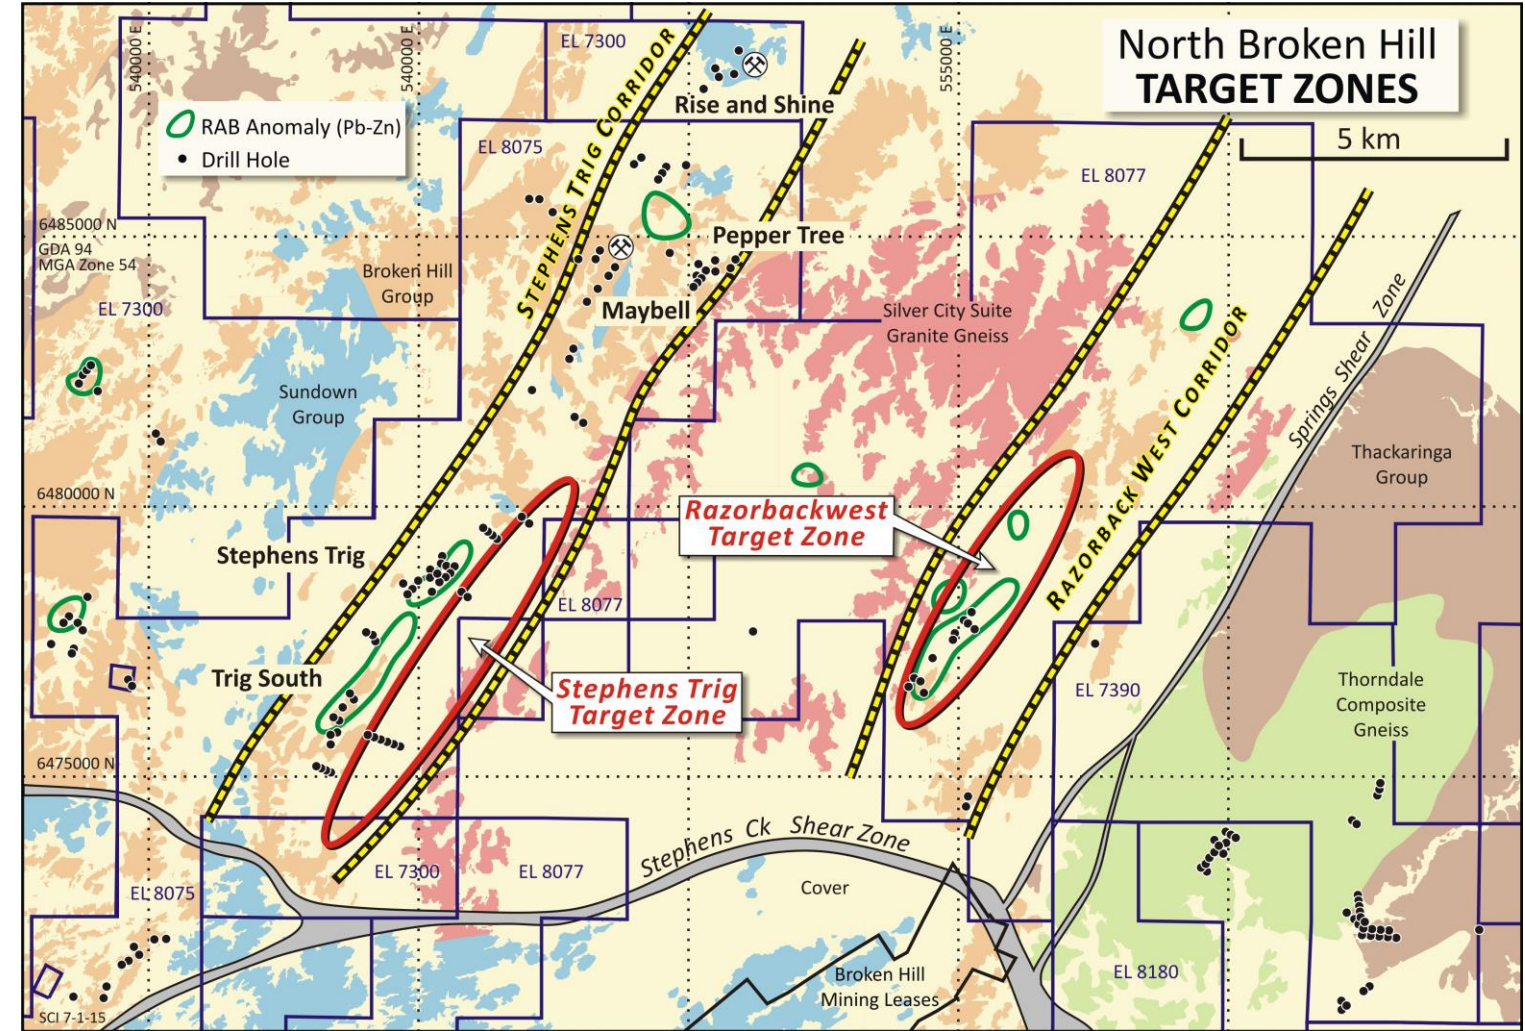 North Broken Hill
TARGET ZONES
5 km
RAB Anomaly (Pb-Zn)
Drill Hole
540000 E
540000 E
555000 E
EL 7300
EL 8075
EL 8077
STEPHENS TRIG CORRIDOR
Rise and Shine
6485000 N
GDA 94
MGA Zone 54
EL 7300
Broken Hill
Group
Pepper Tree
Maybell
Silver City Suite
Granite Gneiss
Sundown
Group
RAZORBACK WEST CORRIDOR
Springs Shear Zone
Thackaringa
Group
6480000 N
Razorbackwest
Target Zone
Stephens Trig
EL 8077
Trig South
Stephens Trig
Target Zone
EL 7390
Thorndale
Composite
Gneiss
6475000 N
Stephens Ck Shear Zone
EL 8075
EL 7300
EL 8077
Cover
Broken Hill
Mining Leases
EL 8180
SCI 7-1-15